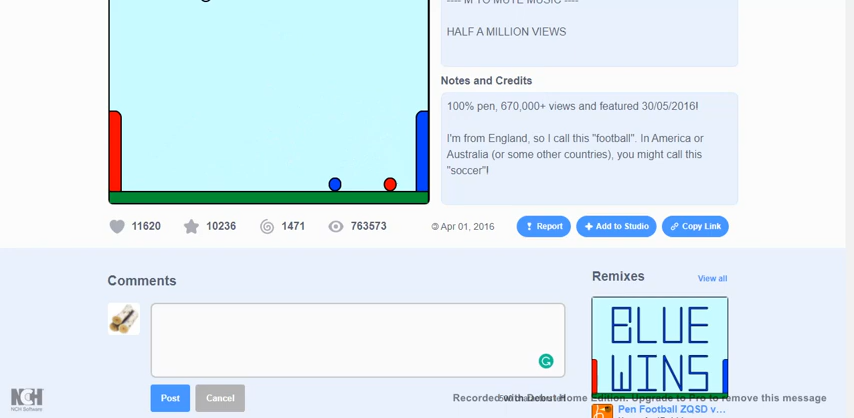 ---- M TO MUTE MUSIC ----
HALF A MILLION VIEWS
Notes and Credits
100% pen, 670,000+ views and featured 30/05/2016!
I'm from England, so I call this "football". In America or
Australia (or some other countries), you might call this
"soccer"!
11620 10236 1471 763573 © Apr 01, 2016 Report Add to Studio Copy Link
Comments
Remixes View all
BLUE
WINS
Post Cancel
Recorded with Debut Home Edition. Upgrade to Pro to remove this message
NCH
NCH Software
Pen Football ZQSD v...